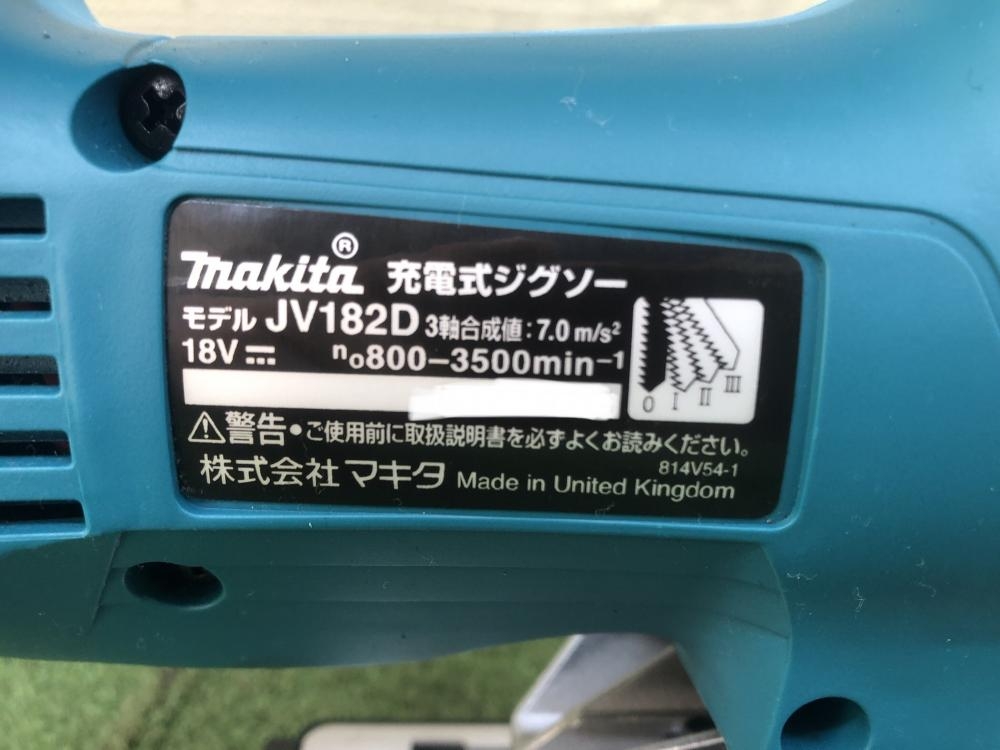 makita® 充電式ジグソー
モデル JV182D 3軸合成値:7.0 m/s²
18V⎓ n₀800–3500min⁻¹
0 I II III
⚠警告•ご使用前に取扱説明書を必ずよくお読みください。
814V54-1
株式会社 マキタ Made in United Kingdom